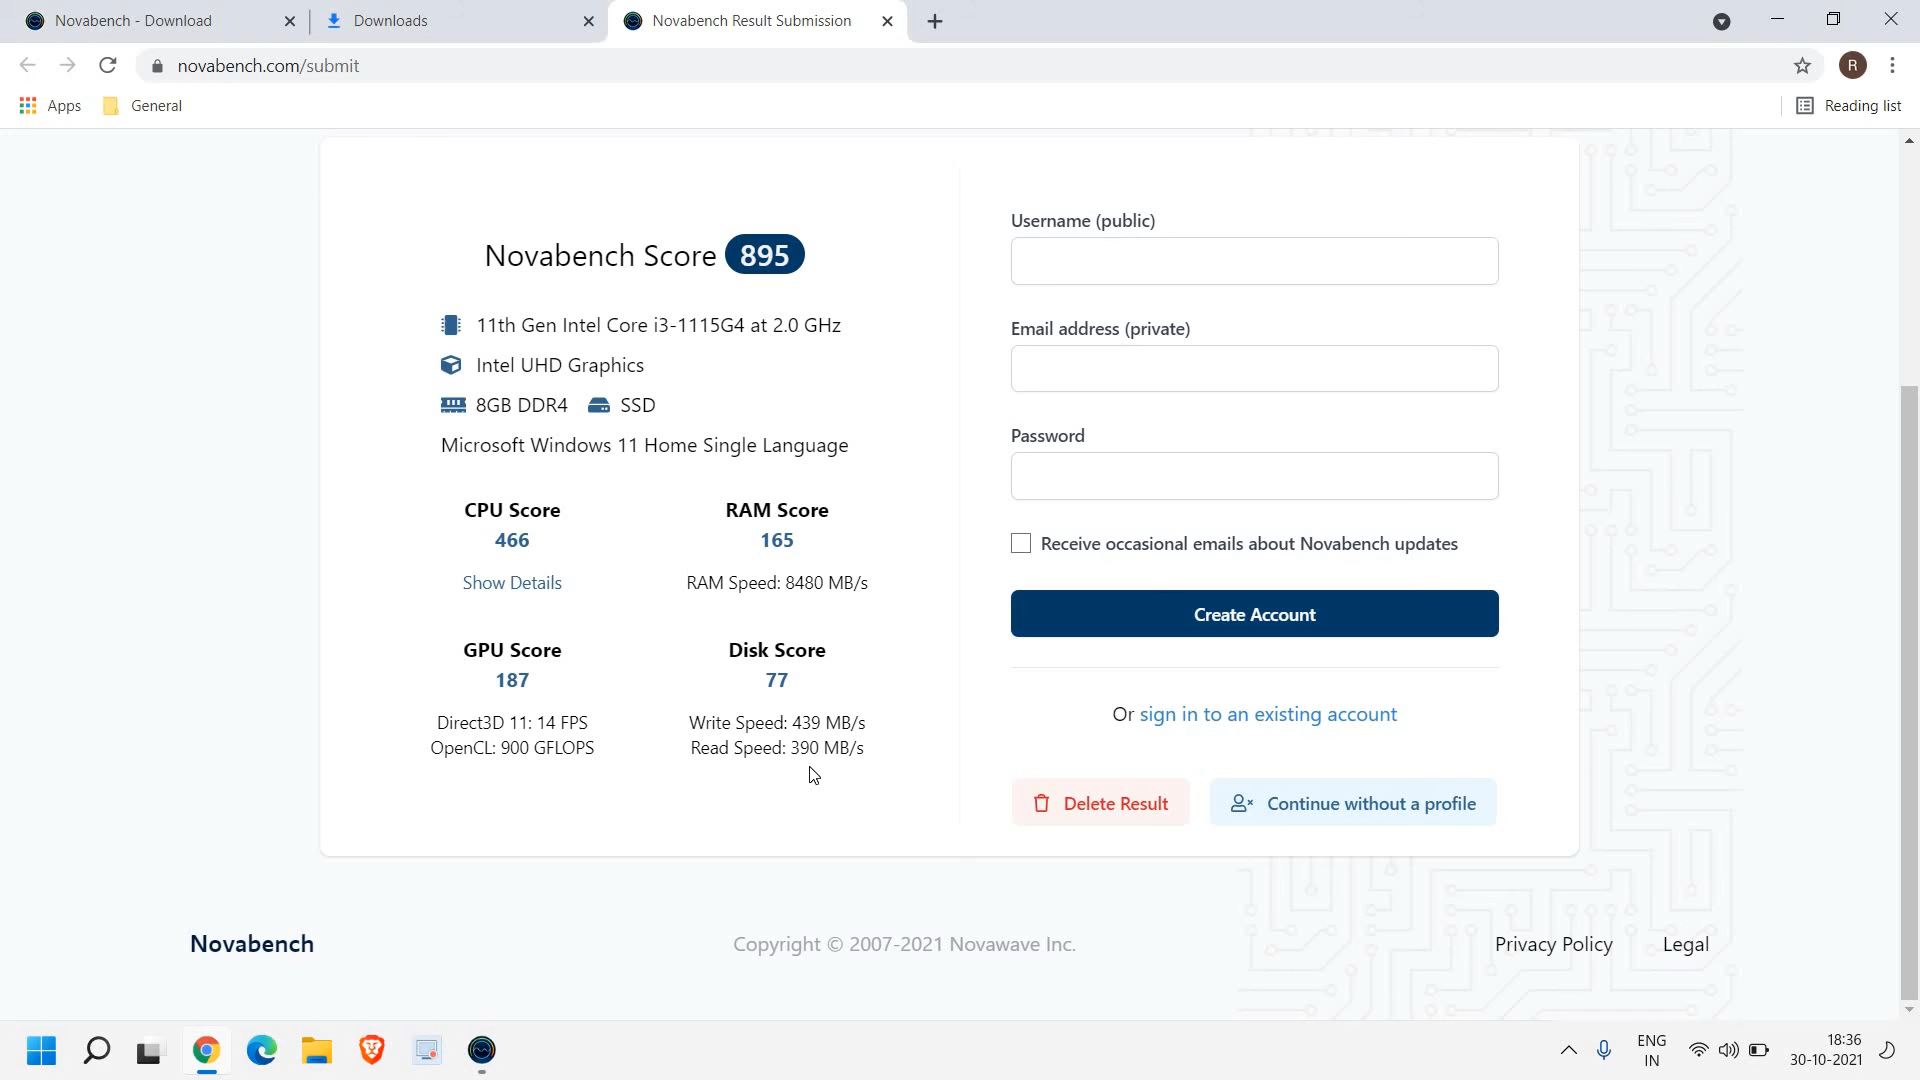 Novabench - Download
Downloads
Novabench Result Submission
novabench.com/submit
R
Apps
General
Reading list
Novabench Score 895
11th Gen Intel Core i3-1115G4 at 2.0 GHz
Intel UHD Graphics
8GB DDR4 SSD
Microsoft Windows 11 Home Single Language
CPU Score
466
Show Details
RAM Score
165
RAM Speed: 8480 MB/s
GPU Score
187
Direct3D 11: 14 FPS
OpenCL: 900 GFLOPS
Disk Score
77
Write Speed: 439 MB/s
Read Speed: 390 MB/s
Username (public)
Email address (private)
Password
Receive occasional emails about Novabench updates
Create Account
Or sign in to an existing account
Delete Result
Continue without a profile
Novabench
Copyright © 2007-2021 Novawave Inc.
Privacy Policy
Legal
ENG
IN
18:36
30-10-2021